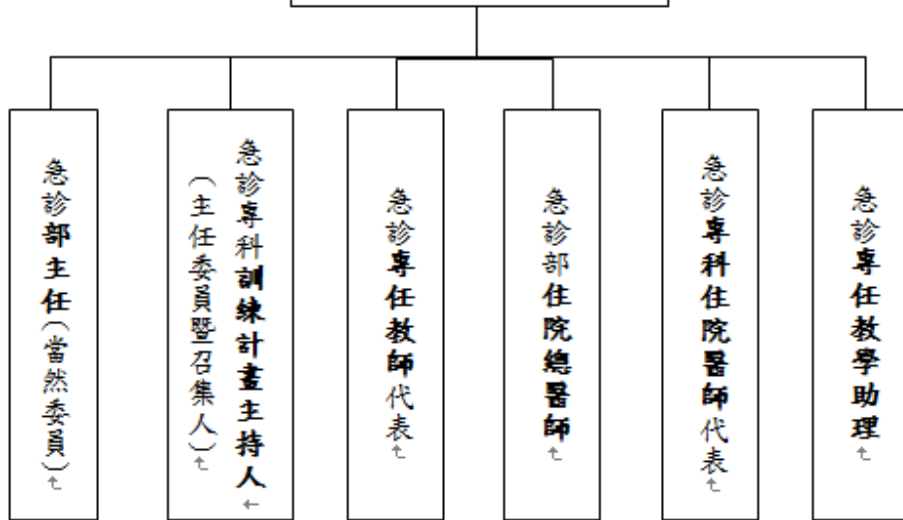 急診部主任(當然委員)
急診專科訓練計畫主持人
(主任委員暨召集人)
急診專任教師代表
急診部住院總醫師
急診專科住院醫師代表
急診專任教學助理